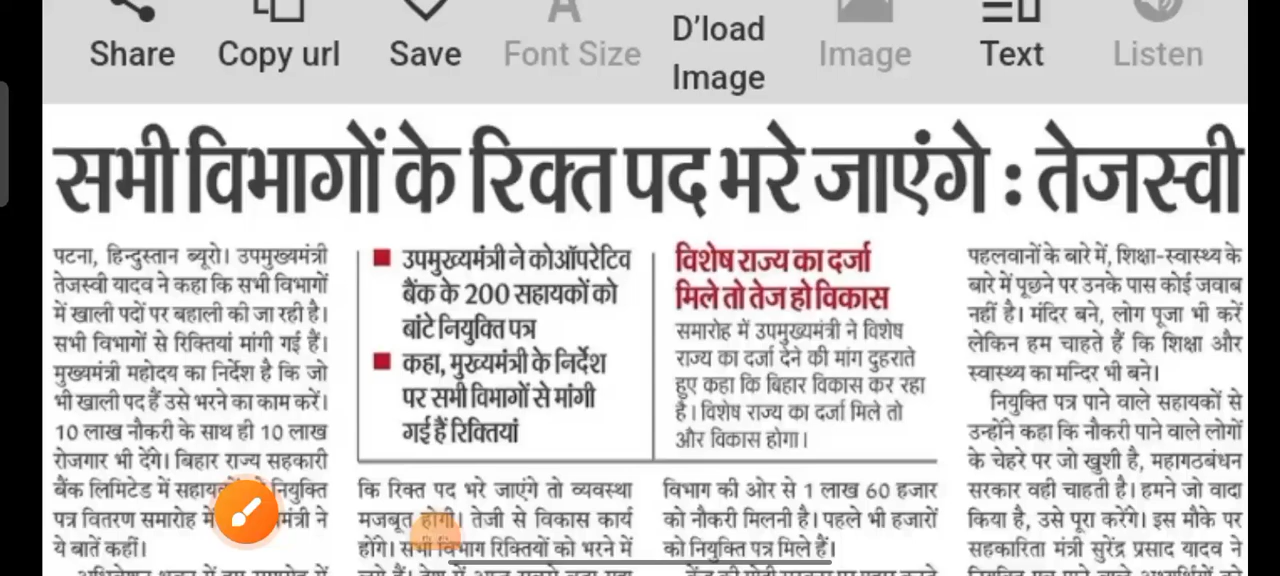 Share
Copy url
Save
Font Size
D'load
Image
Image
Text
Listen
सभी विभागों के रिक्त पद भरे जाएंगे : तेजस्वी
पटना, हिन्दुस्तान ब्यूरो। उपमुख्यमंत्री
तेजस्वी यादव ने कहा कि सभी विभागों
में खाली पदों पर बहाली की जा रही है।
सभी विभागों से रिक्तियां मांगी गई हैं।
मुख्यमंत्री महोदय का निर्देश है कि जो
भी खाली पद हैं उसे भरने का काम करें।
10 लाख नौकरी के साथ ही 10 लाख
रोजगार भी देंगे। बिहार राज्य सहकारी
बैंक लिमिटेड में नियुक्ति
पत्र वितरण समारोह में ने
ये बातें कहीं।
उपमुख्यमंत्री ने कोऑपरेटिव
बैंक के 200 सहायकों को
बांटे नियुक्ति पत्र
कहा, मुख्यमंत्री के निर्देश
पर सभी विभागों से मांगी
गई हैं रिक्तियां
विशेष राज्य का दर्जा
मिले तो तेज हो विकास
समारोह में उपमुख्यमंत्री ने विशेष
राज्य का दर्जा देने की मांग दुहराते
हुए कहा कि बिहार विकास कर रहा
है। विशेष राज्य का दर्जा मिले तो
और विकास होगा।
कि रिक्त पद भरे जाएंगे तो व्यवस्था
मजबूत होगी। तेजी से विकास कार्य
होंगे। सभी विभाग रिक्तियों को भरने में
विभाग की ओर से 1 लाख 60 हजार
को नौकरी मिलनी है। पहले भी हजारों
को नियुक्ति पत्र मिले हैं।
पहलवानों के बारे में, शिक्षा-स्वास्थ्य के
बारे में पूछने पर उनके पास कोई जवाब
नहीं है। मंदिर बने, लोग पूजा भी करें
लेकिन हम चाहते हैं कि शिक्षा और
स्वास्थ्य का मन्दिर भी बने।
नियुक्ति पत्र पाने वाले सहायकों से
उन्होंने कहा कि नौकरी पाने वाले लोगों
के चेहरे पर जो खुशी है, महागठबंधन
सरकार वही चाहती है। हमने जो वादा
किया है, उसे पूरा करेंगे। इस मौके पर
सहकारिता मंत्री सुरेंद्र प्रसाद यादव ने